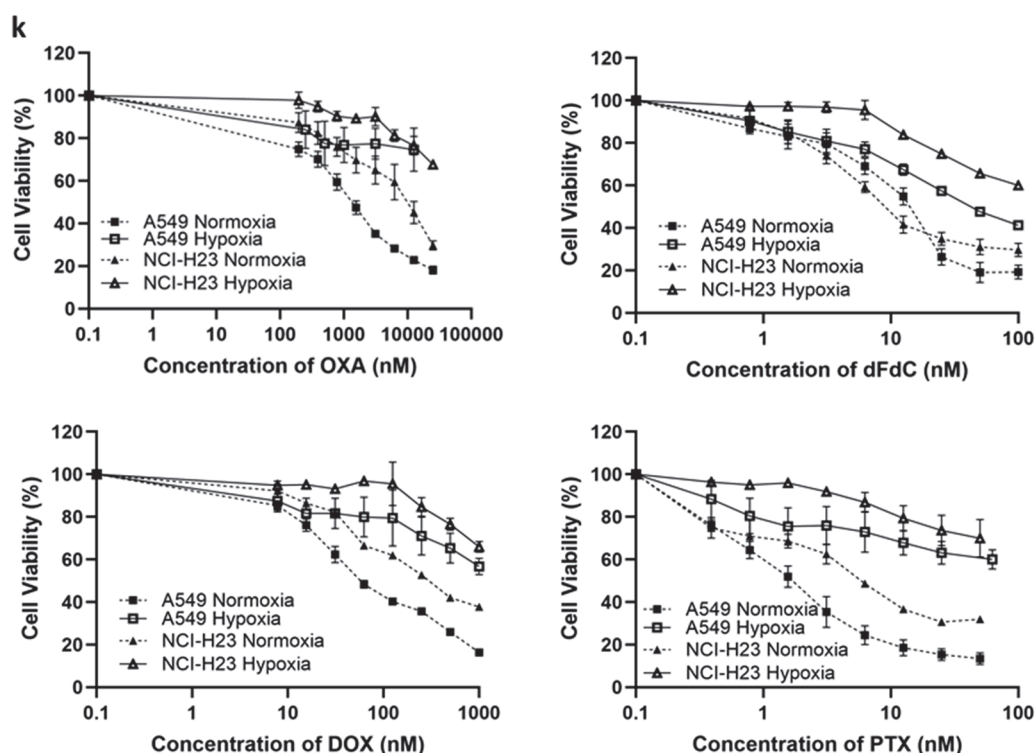 k
120
100
80
60
40
20
0
Cell Viability (%)
A549 Normoxia
A549 Hypoxia
NCI-H23 Normoxia
NCI-H23 Hypoxia
0.1 1 10 100 1000 10000 100000
Concentration of OXA (nM)
120
100
80
60
40
20
0
Cell Viability (%)
A549 Normoxia
A549 Hypoxia
NCI-H23 Normoxia
NCI-H23 Hypoxia
0.1 1 10 100
Concentration of dFdC (nM)
120
100
80
60
40
20
0
Cell Viability (%)
A549 Normoxia
A549 Hypoxia
NCI-H23 Normoxia
NCI-H23 Hypoxia
0.1 1 10 100 1000
Concentration of DOX (nM)
120
100
80
60
40
20
0
Cell Viability (%)
A549 Normoxia
A549 Hypoxia
NCI-H23 Normoxia
NCI-H23 Hypoxia
0.1 1 10 100
Concentration of PTX (nM)